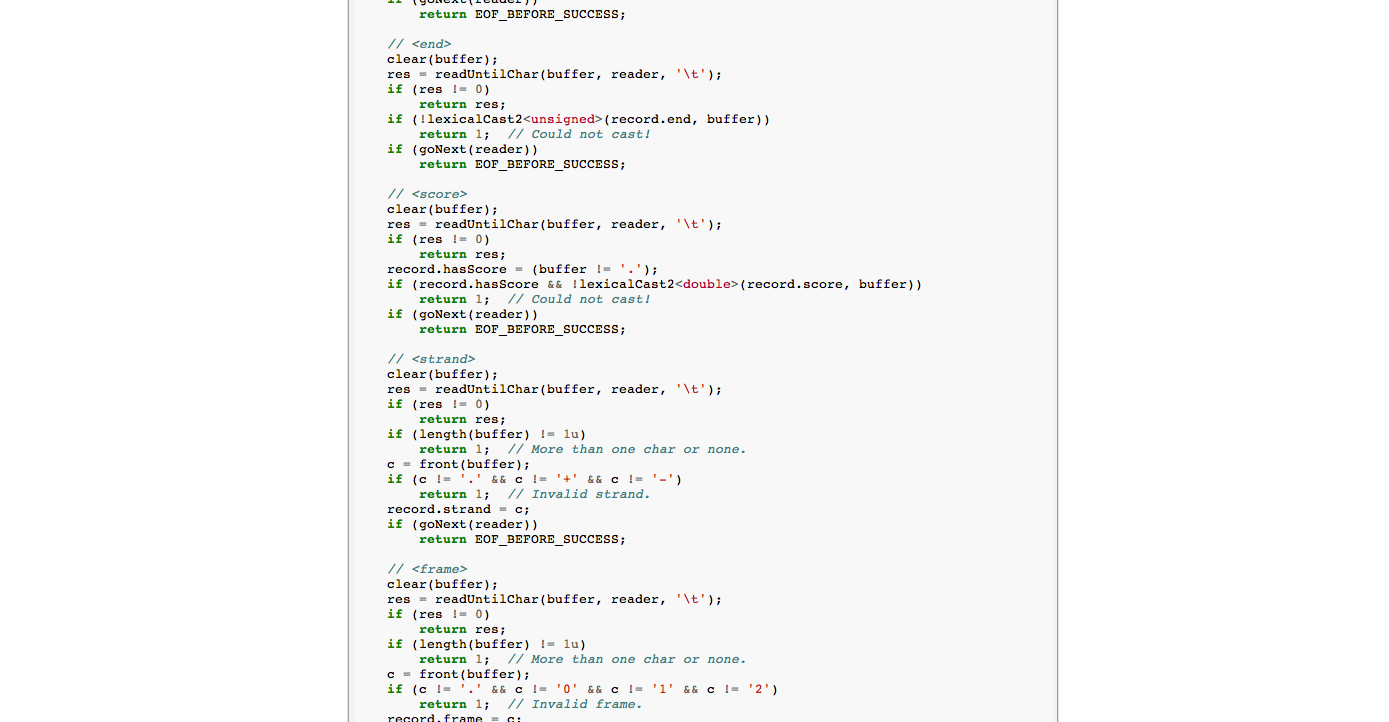 if (goNext(reader))
return EOF_BEFORE_SUCCESS;
// <end>
clear(buffer);
res = readUntilChar(buffer, reader, '\t');
if (res != 0)
return res;
if (!lexicalCast2<unsigned>(record.end, buffer))
return 1;  // Could not cast!
if (goNext(reader))
return EOF_BEFORE_SUCCESS;
// <score>
clear(buffer);
res = readUntilChar(buffer, reader, '\t');
if (res != 0)
return res;
record.hasScore = (buffer != '.');
if (record.hasScore && !lexicalCast2<double>(record.score, buffer))
return 1;  // Could not cast!
if (goNext(reader))
return EOF_BEFORE_SUCCESS;
// <strand>
clear(buffer);
res = readUntilChar(buffer, reader, '\t');
if (res != 0)
return res;
if (length(buffer) != 1u)
return 1;  // More than one char or none.
c = front(buffer);
if (c != '.' && c != '+' && c != '-')
return 1;  // Invalid strand.
record.strand = c;
if (goNext(reader))
return EOF_BEFORE_SUCCESS;
// <frame>
clear(buffer);
res = readUntilChar(buffer, reader, '\t');
if (res != 0)
return res;
if (length(buffer) != 1u)
return 1;  // More than one char or none.
c = front(buffer);
if (c != '.' && c != '0' && c != '1' && c != '2')
return 1;  // Invalid frame.
record.frame = c;